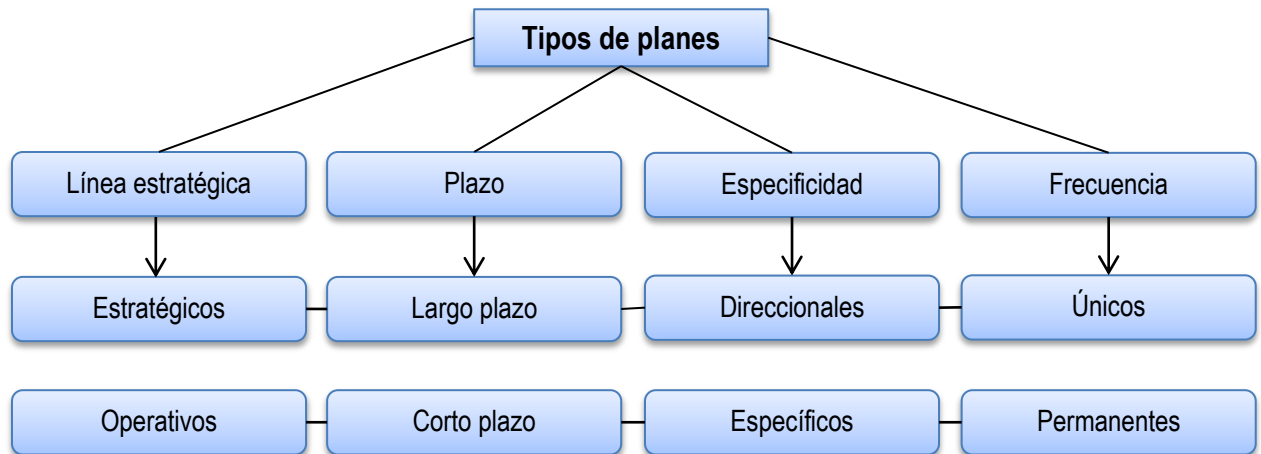 Tipos de planes
Línea estratégica
Plazo
Especificidad
Frecuencia
Estratégicos
Largo plazo
Direccionales
Únicos
Operativos
Corto plazo
Específicos
Permanentes